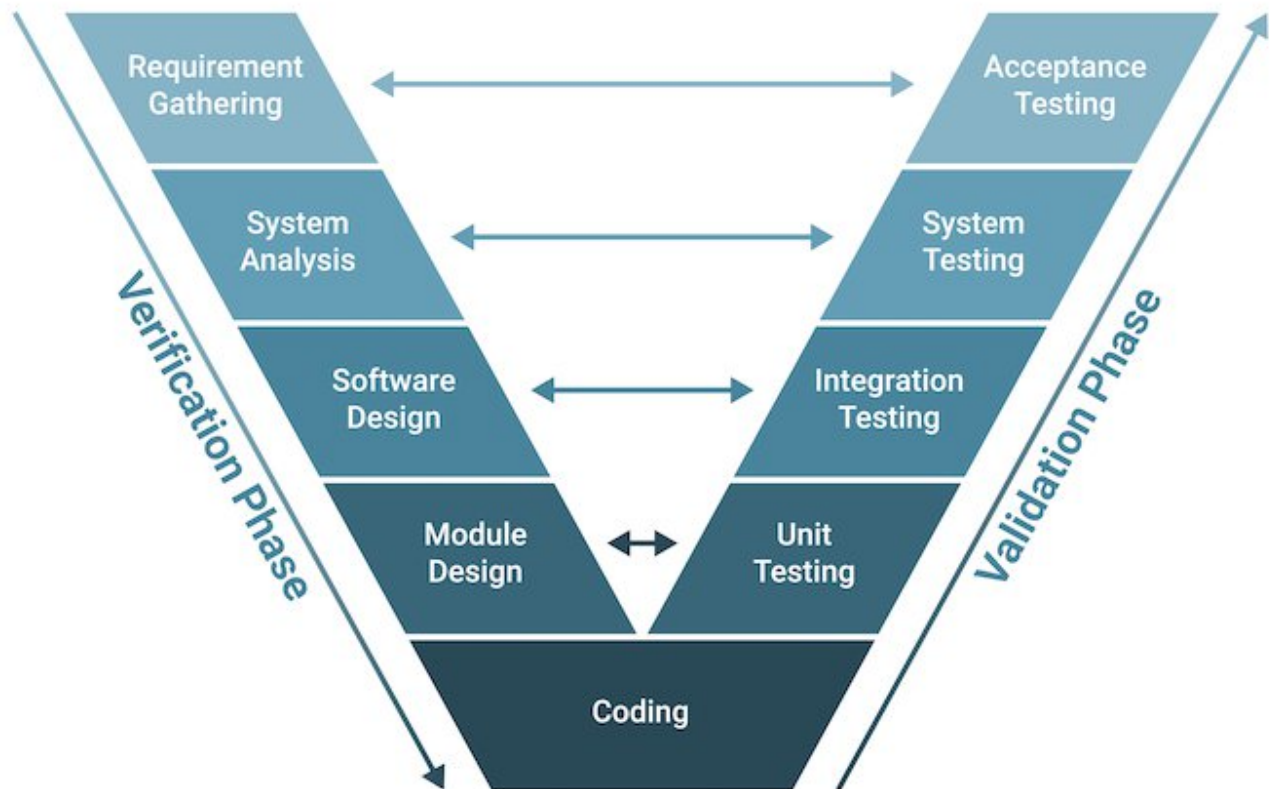 Requirement
Gathering
Acceptance
Testing
System
Analysis
System
Testing
Verification Phase
Software
Design
Integration
Testing
Validation Phase
Module
Design
Unit
Testing
Coding